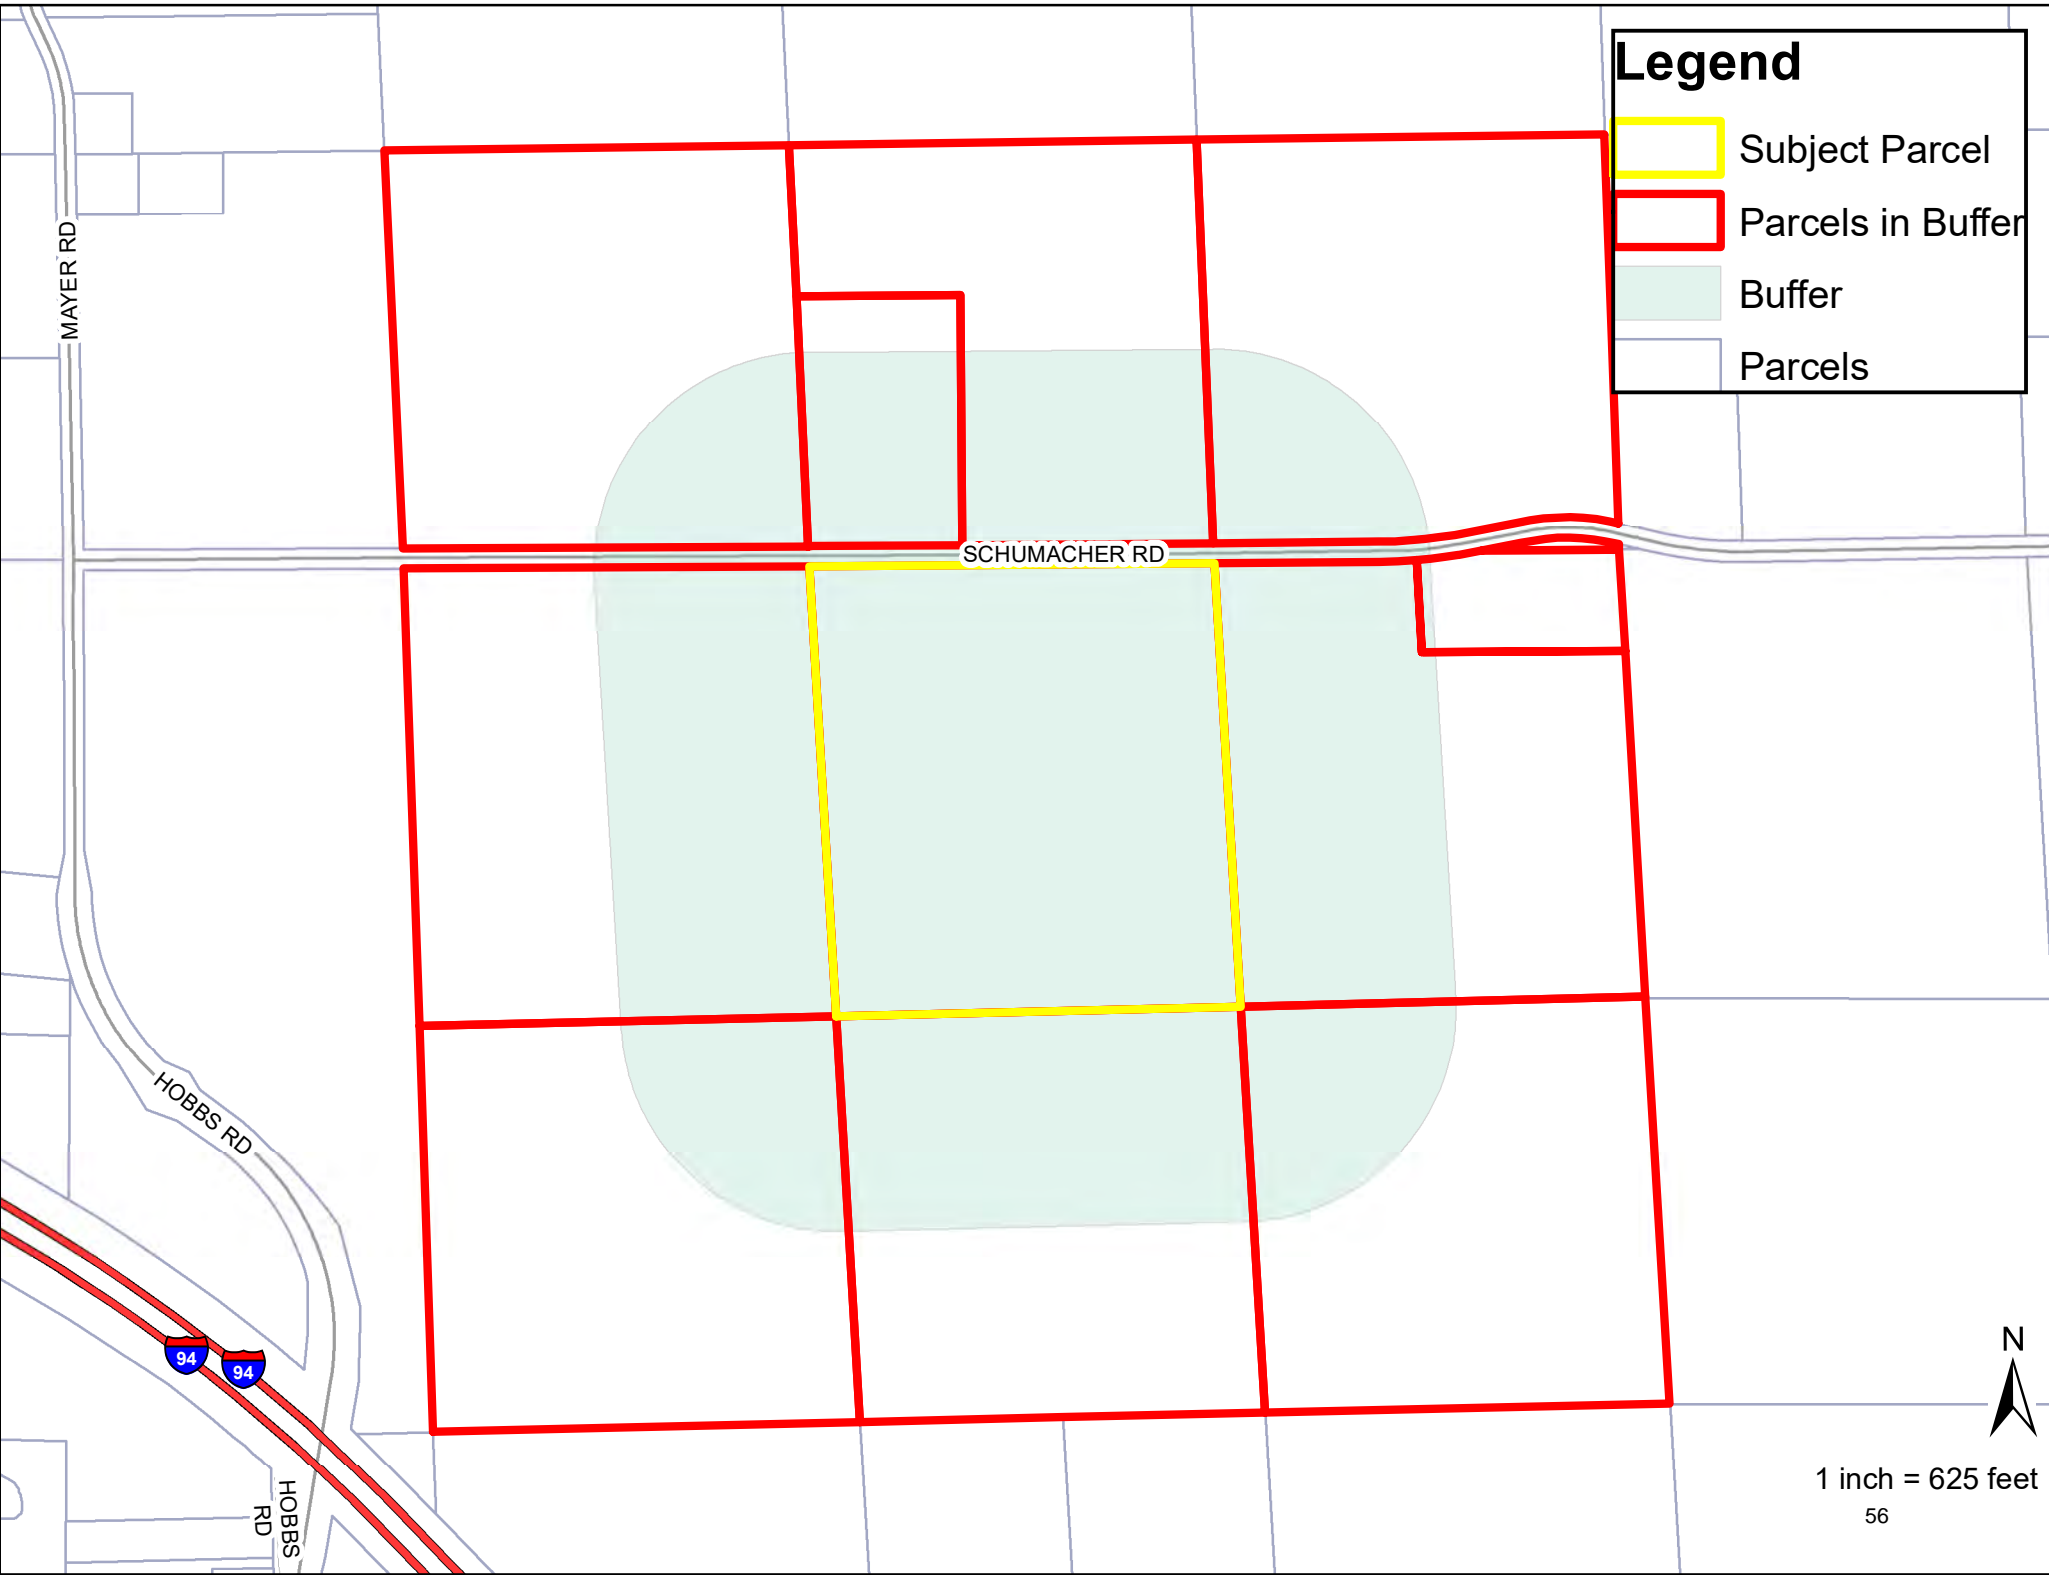 Legend
Subject Parcel
Parcels in Buffer
Buffer
Parcels
MAYER RD
SCHUMACHER RD
HOBBS RD
94
94
HOBBS
RD
N
1 inch = 625 feet
56